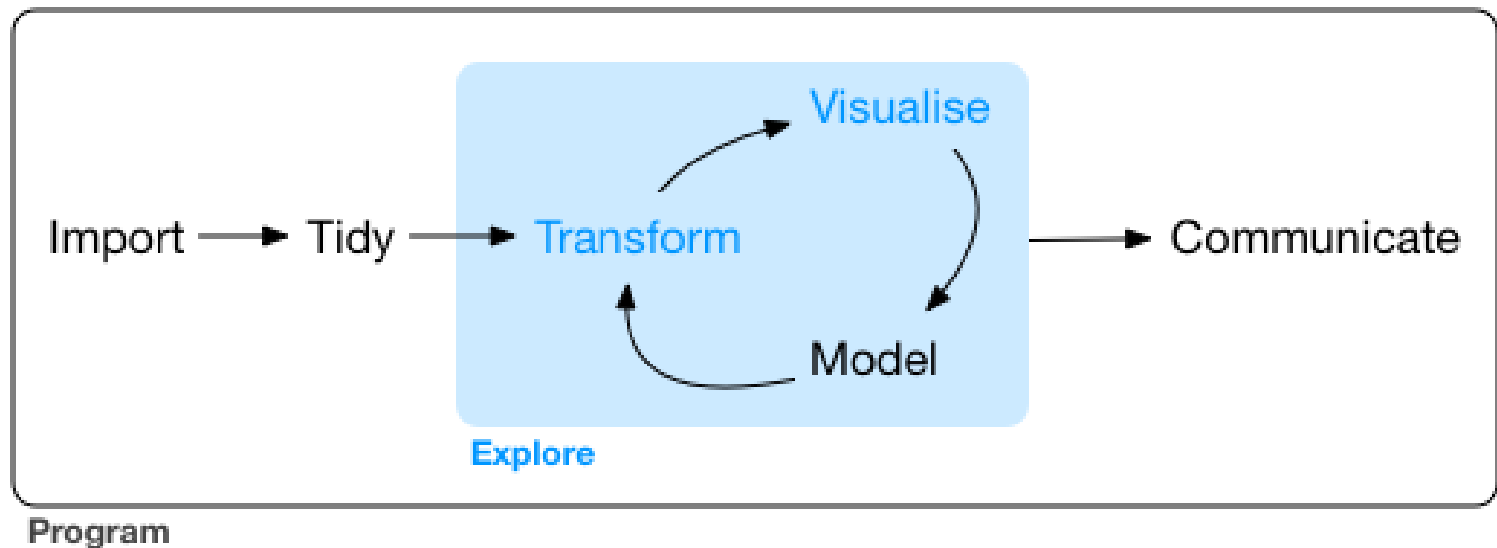 Visualise
Import
Tidy
Transform
Communicate
Model
Explore
Program